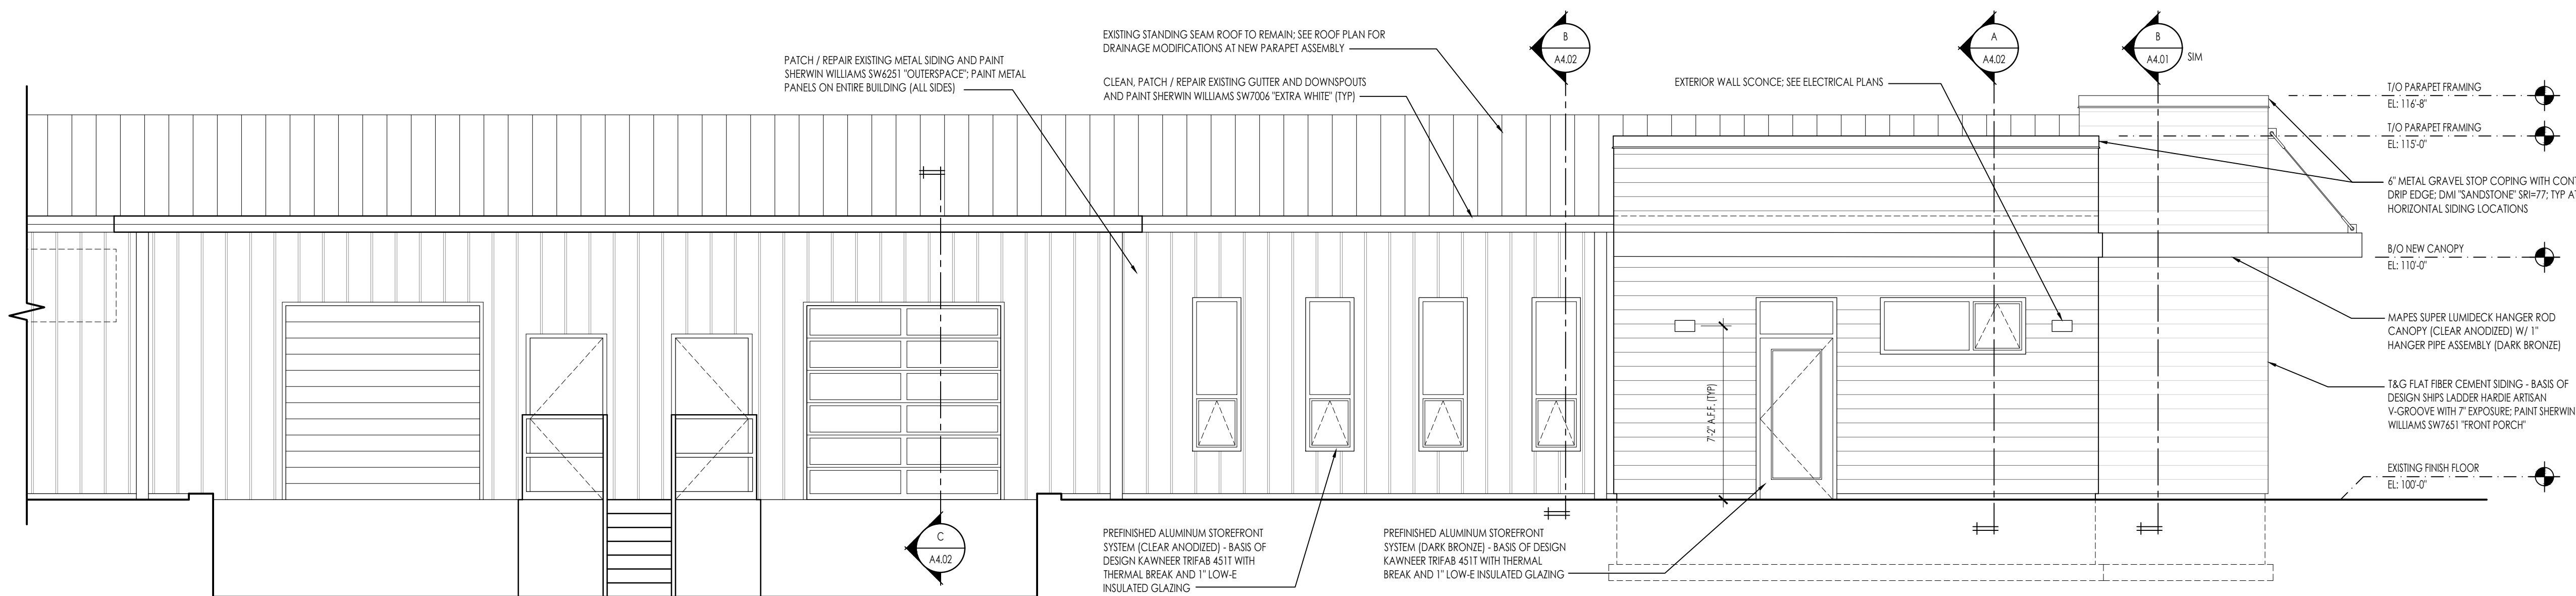 PATCH / REPAIR EXISTING METAL SIDING AND PAINT
SHERWIN WILLIAMS SW6251 "OUTERSPACE"; PAINT METAL
PANELS ON ENTIRE BUILDING (ALL SIDES)
EXISTING STANDING SEAM ROOF TO REMAIN; SEE ROOF PLAN FOR
DRAINAGE MODIFICATIONS AT NEW PARAPET ASSEMBLY
CLEAN, PATCH / REPAIR EXISTING GUTTER AND DOWNSPOUTS
AND PAINT SHERWIN WILLIAMS SW7006 "EXTRA WHITE" (TYP)
B
A4.02
EXTERIOR WALL SCONCE; SEE ELECTRICAL PLANS
A
A4.02
B
A4.01
SIM
T/O PARAPET FRAMING
EL: 116'-8"
T/O PARAPET FRAMING
EL: 115'-0"
6" METAL GRAVEL STOP COPING WITH CONT
DRIP EDGE; DMI "SANDSTONE" SRI=77; TYP AT
HORIZONTAL SIDING LOCATIONS
B/O NEW CANOPY
EL: 110'-0"
MAPES SUPER LUMIDECK HANGER ROD
CANOPY (CLEAR ANODIZED) W/ 1"
HANGER PIPE ASSEMBLY (DARK BRONZE)
T&G FLAT FIBER CEMENT SIDING - BASIS OF
DESIGN SHIPS LADDER HARDIE ARTISAN
V-GROOVE WITH 7" EXPOSURE; PAINT SHERWIN
WILLIAMS SW7651 "FRONT PORCH"
EXISTING FINISH FLOOR
EL: 100'-0"
7'-2" A.F.F. (TYP)
C
A4.02
PREFINISHED ALUMINUM STOREFRONT
SYSTEM (CLEAR ANODIZED) - BASIS OF
DESIGN KAWNEER TRIFAB 451T WITH
THERMAL BREAK AND 1" LOW-E
INSULATED GLAZING
PREFINISHED ALUMINUM STOREFRONT
SYSTEM (DARK BRONZE) - BASIS OF DESIGN
KAWNEER TRIFAB 451T WITH THERMAL
BREAK AND 1" LOW-E INSULATED GLAZING